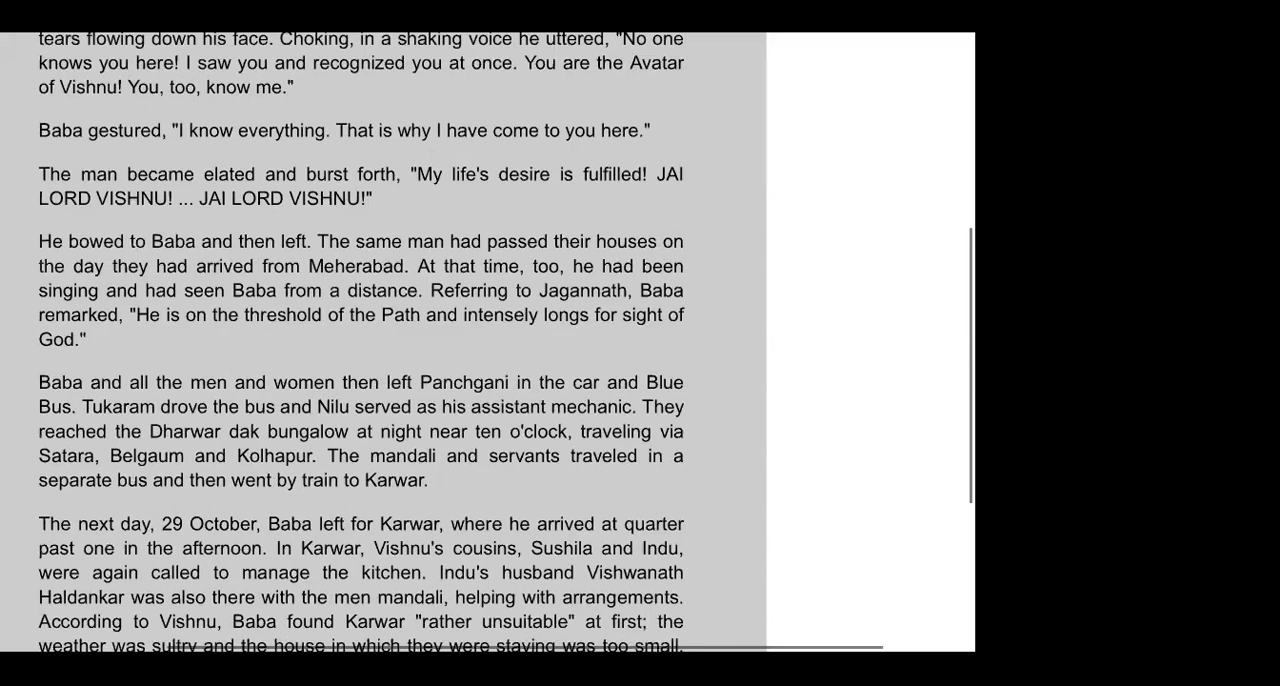 tears flowing down his face. Choking, in a shaking voice he uttered, "No one
knows you here! I saw you and recognized you at once. You are the Avatar
of Vishnu! You, too, know me."
Baba gestured, "I know everything. That is why I have come to you here."
The man became elated and burst forth, "My life's desire is fulfilled! JAI
LORD VISHNU! ... JAI LORD VISHNU!"
He bowed to Baba and then left. The same man had passed their houses on
the day they had arrived from Meherabad. At that time, too, he had been
singing and had seen Baba from a distance. Referring to Jagannath, Baba
remarked, "He is on the threshold of the Path and intensely longs for sight of
God."
Baba and all the men and women then left Panchgani in the car and Blue
Bus. Tukaram drove the bus and Nilu served as his assistant mechanic. They
reached the Dharwar dak bungalow at night near ten o'clock, traveling via
Satara, Belgaum and Kolhapur. The mandali and servants traveled in a
separate bus and then went by train to Karwar.
The next day, 29 October, Baba left for Karwar, where he arrived at quarter
past one in the afternoon. In Karwar, Vishnu's cousins, Sushila and Indu,
were again called to manage the kitchen. Indu's husband Vishwanath
Haldankar was also there with the men mandali, helping with arrangements.
According to Vishnu, Baba found Karwar "rather unsuitable" at first; the
weather was sultry and the house in which they were staying was too small.